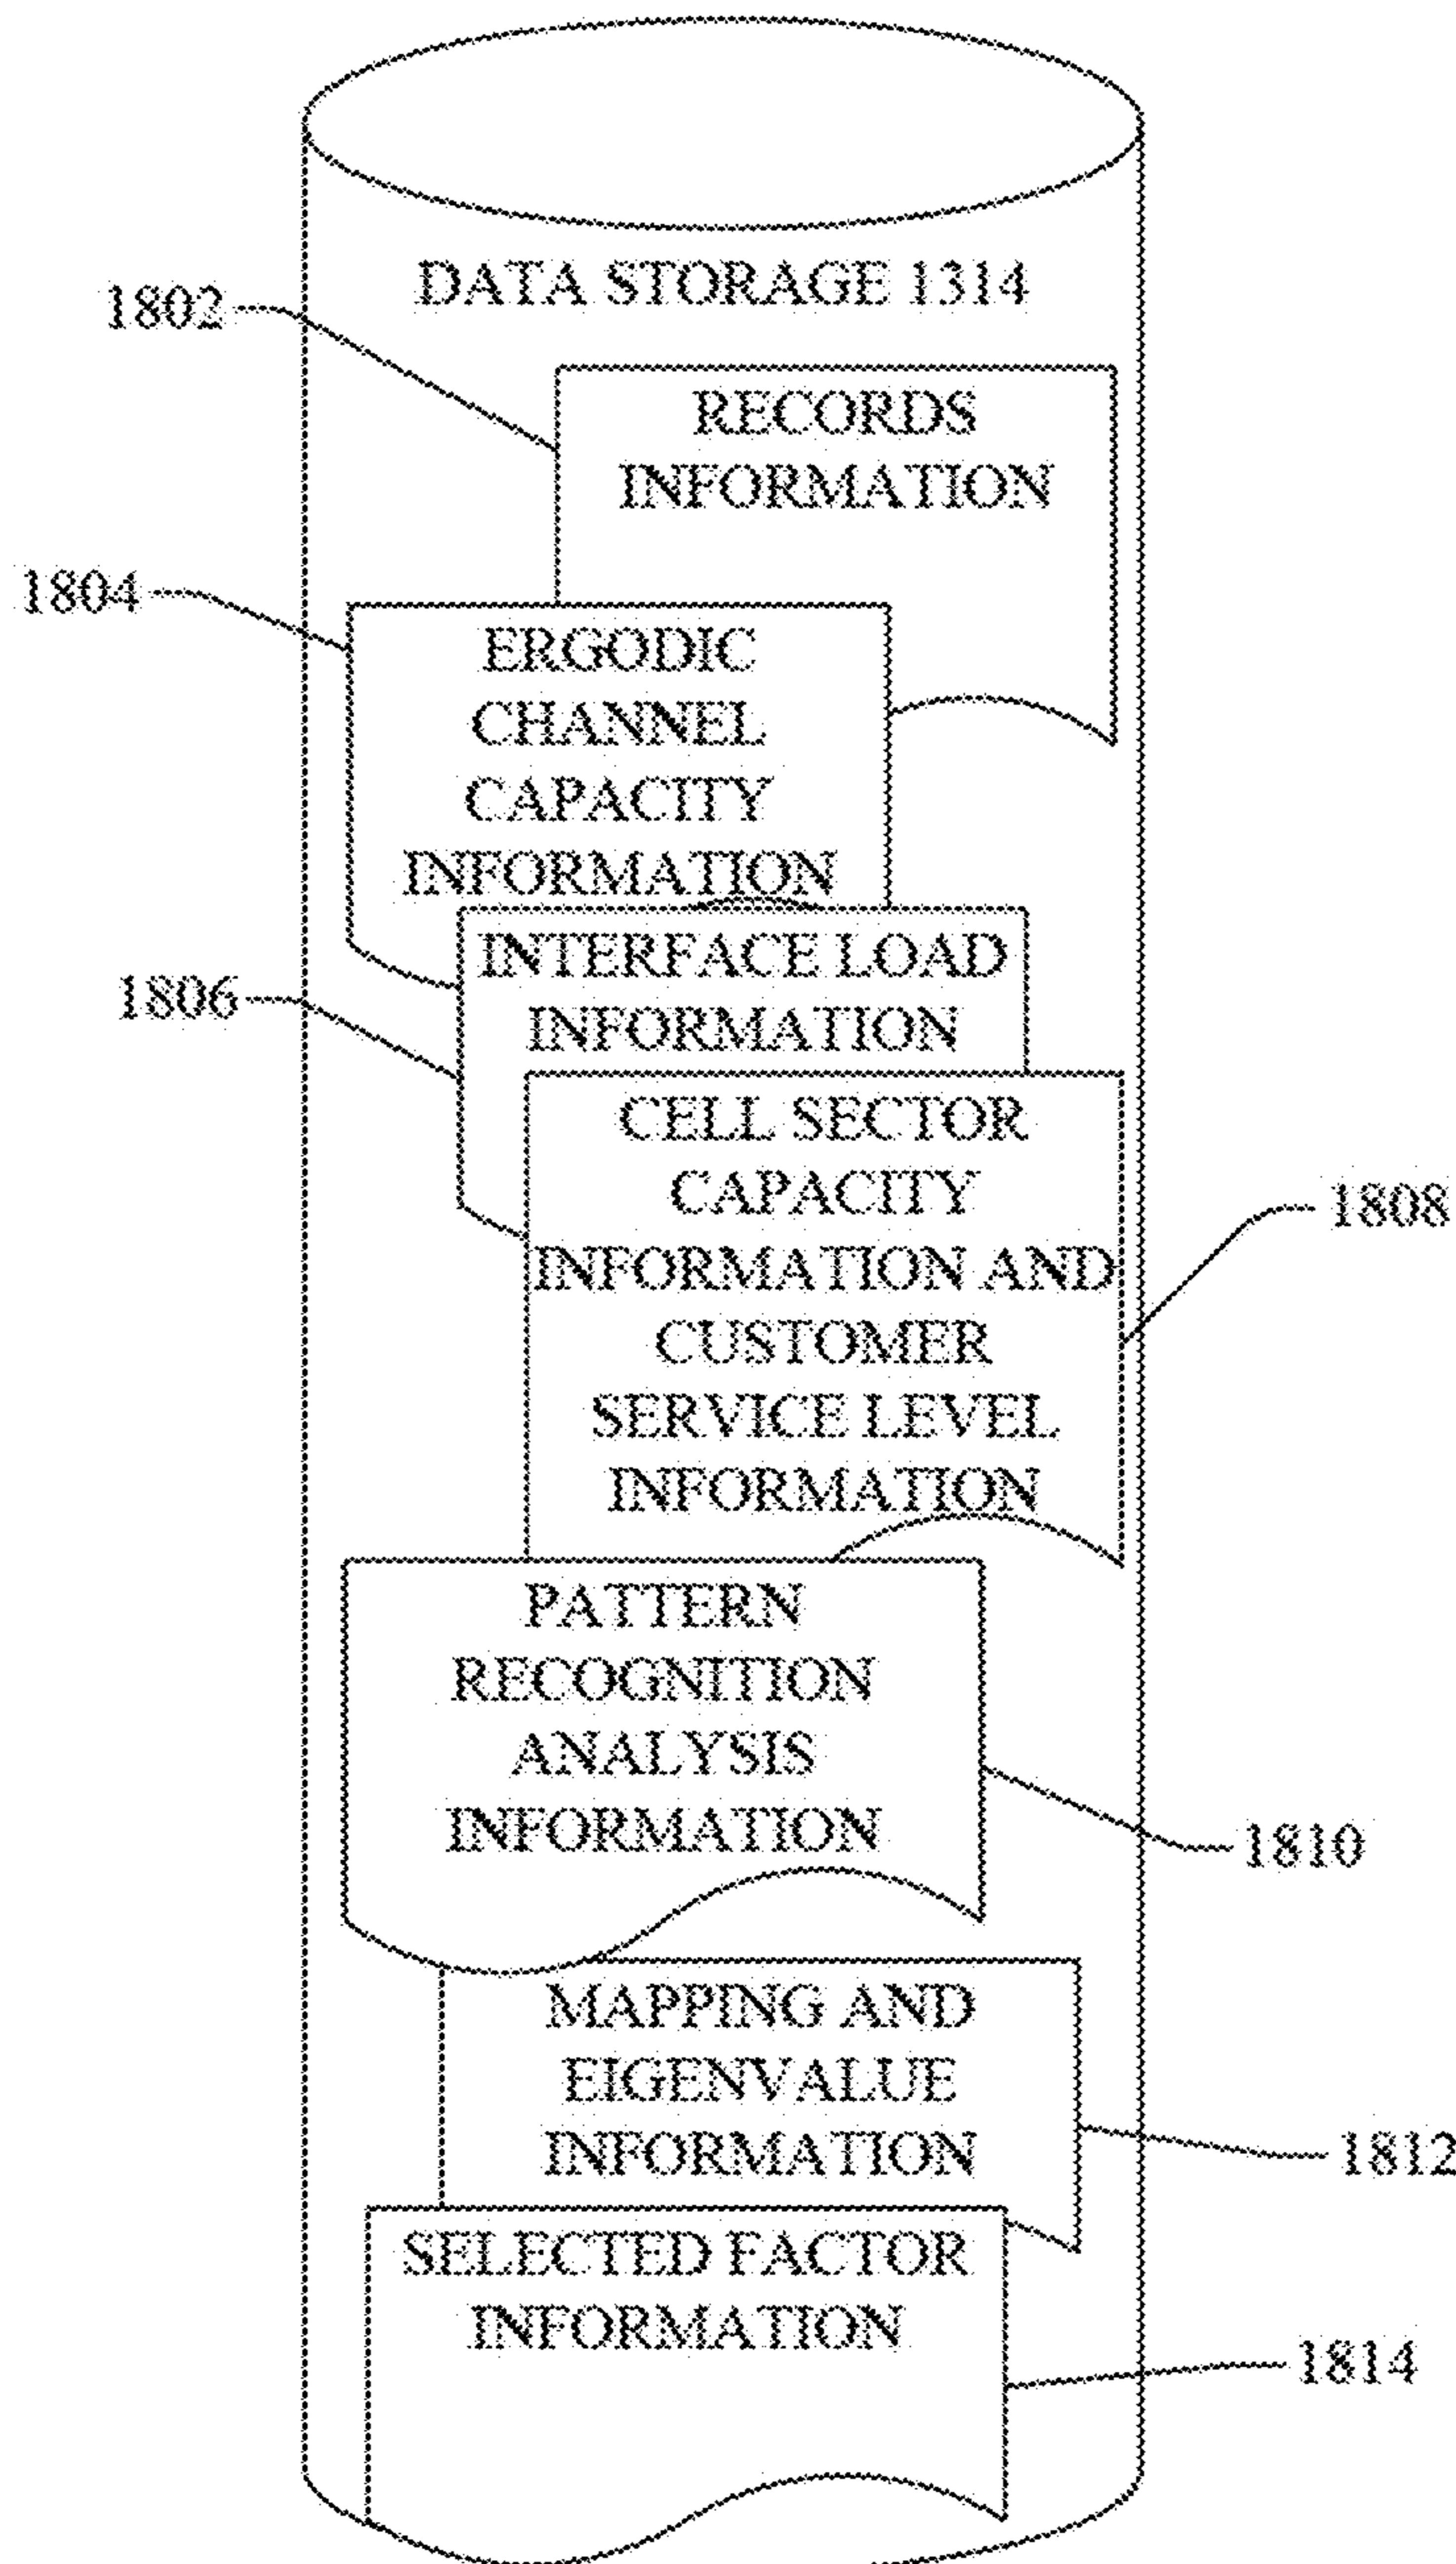 DATA STORAGE 1314
1802
RECORDS
INFORMATION
1804
ERGODIC
CHANNEL
CAPACITY
INFORMATION
1806
INTERFACE LOAD
INFORMATION
CELL SECTOR
CAPACITY
INFORMATION AND
CUSTOMER
SERVICE LEVEL
INFORMATION
1808
PATTERN
RECOGNITION
ANALYSIS
INFORMATION
1810
MAPPING AND
EIGENVALUE
INFORMATION
1812
SELECTED FACTOR
INFORMATION
1814